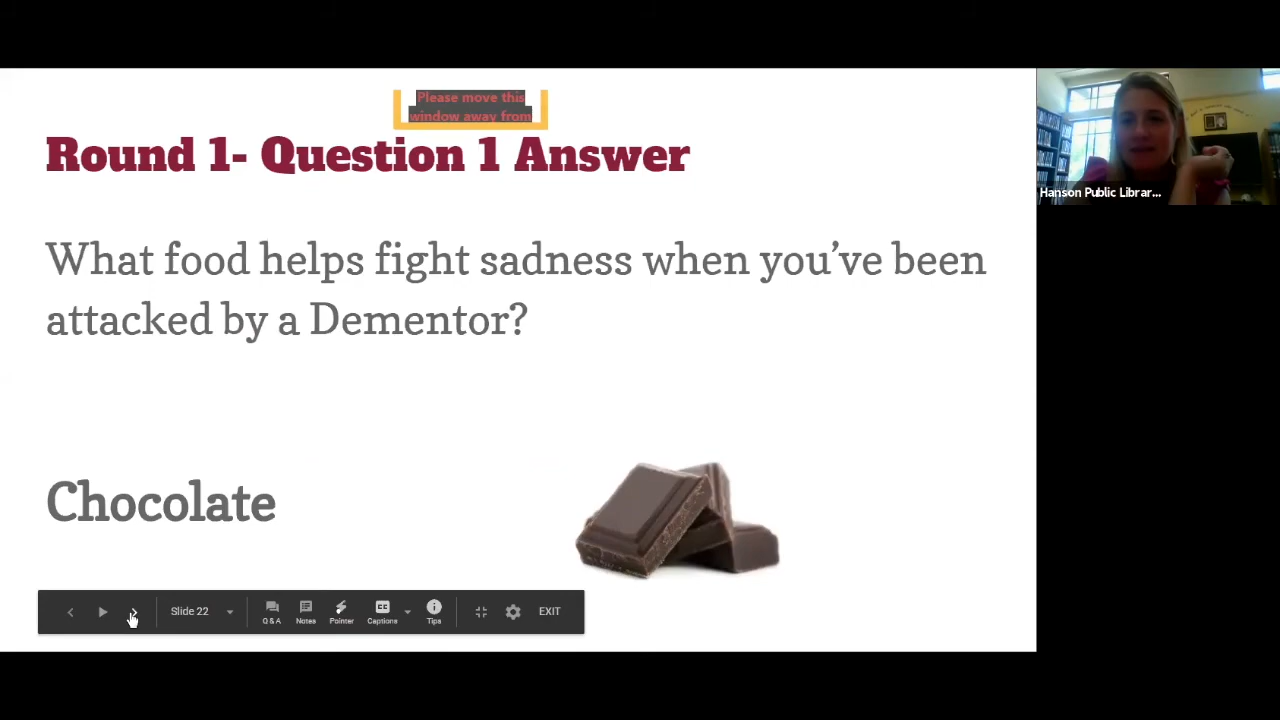 Please move this
window away from
Round 1- Question 1 Answer
Hanson Public Librar...
What food helps fight sadness when you’ve been
attacked by a Dementor?
Chocolate
Slide 22
Q & A
Notes
Pointer
CC
Captions
Tips
EXIT